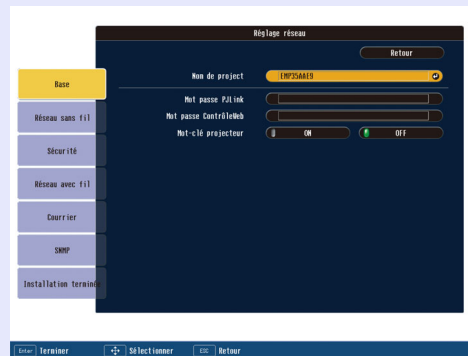 Réglage réseau
Retour
Base
Nom de project
EMP35AAE9
Mot passe PJLink
Réseau sans fil
Mot passe ContrôleWeb
Mot-clé projecteur
ON
OFF
Sécurité
Réseau avec fil
Courrier
SNMP
Installation terminée
Enter Terminer
Sélectionner
ESC Retour